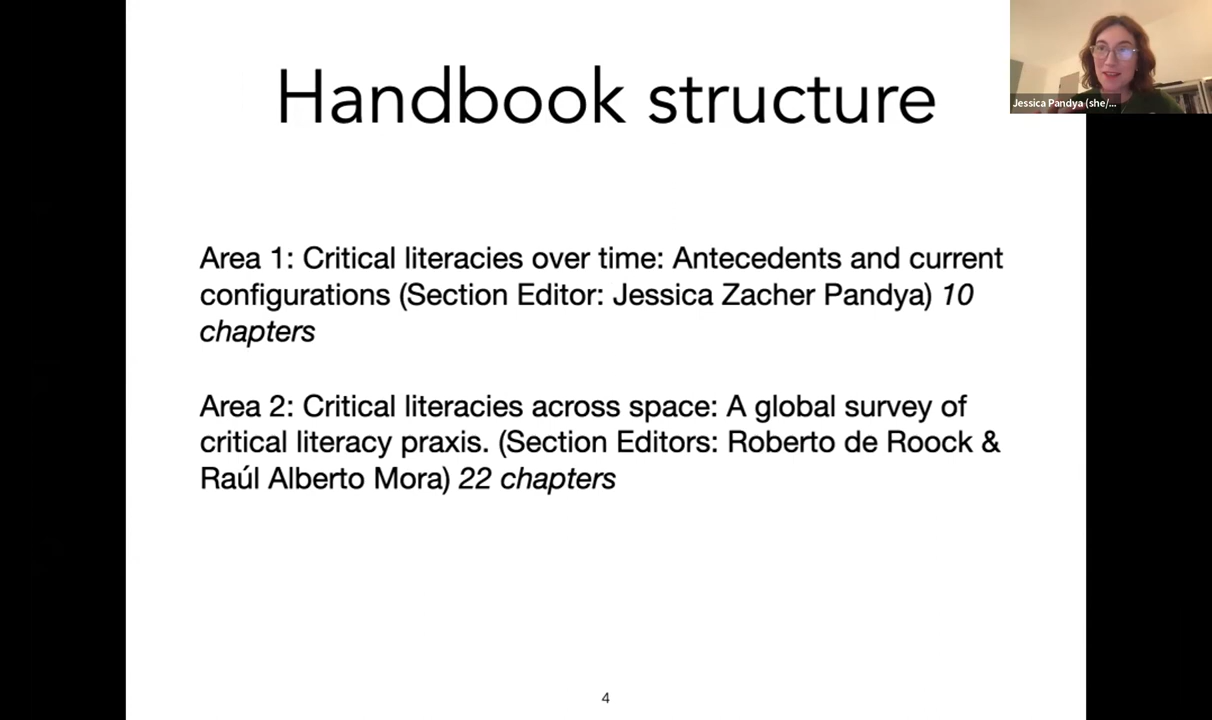 Handbook structure
Jessica Pandya (she/...
Area 1: Critical literacies over time: Antecedents and current
configurations (Section Editor: Jessica Zacher Pandya) 10
chapters
Area 2: Critical literacies across space: A global survey of
critical literacy praxis. (Section Editors: Roberto de Roock &
Raúl Alberto Mora) 22 chapters
4